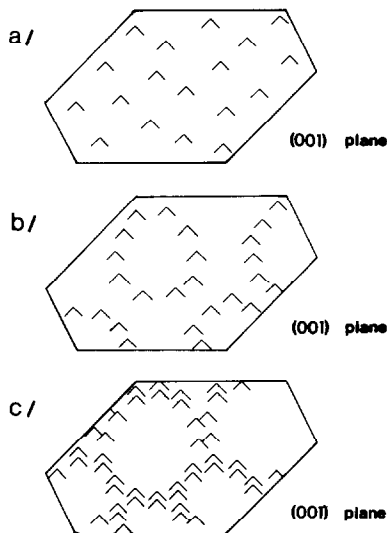 a/
(001) plane
b/
(001) plane
c/
(001) plane